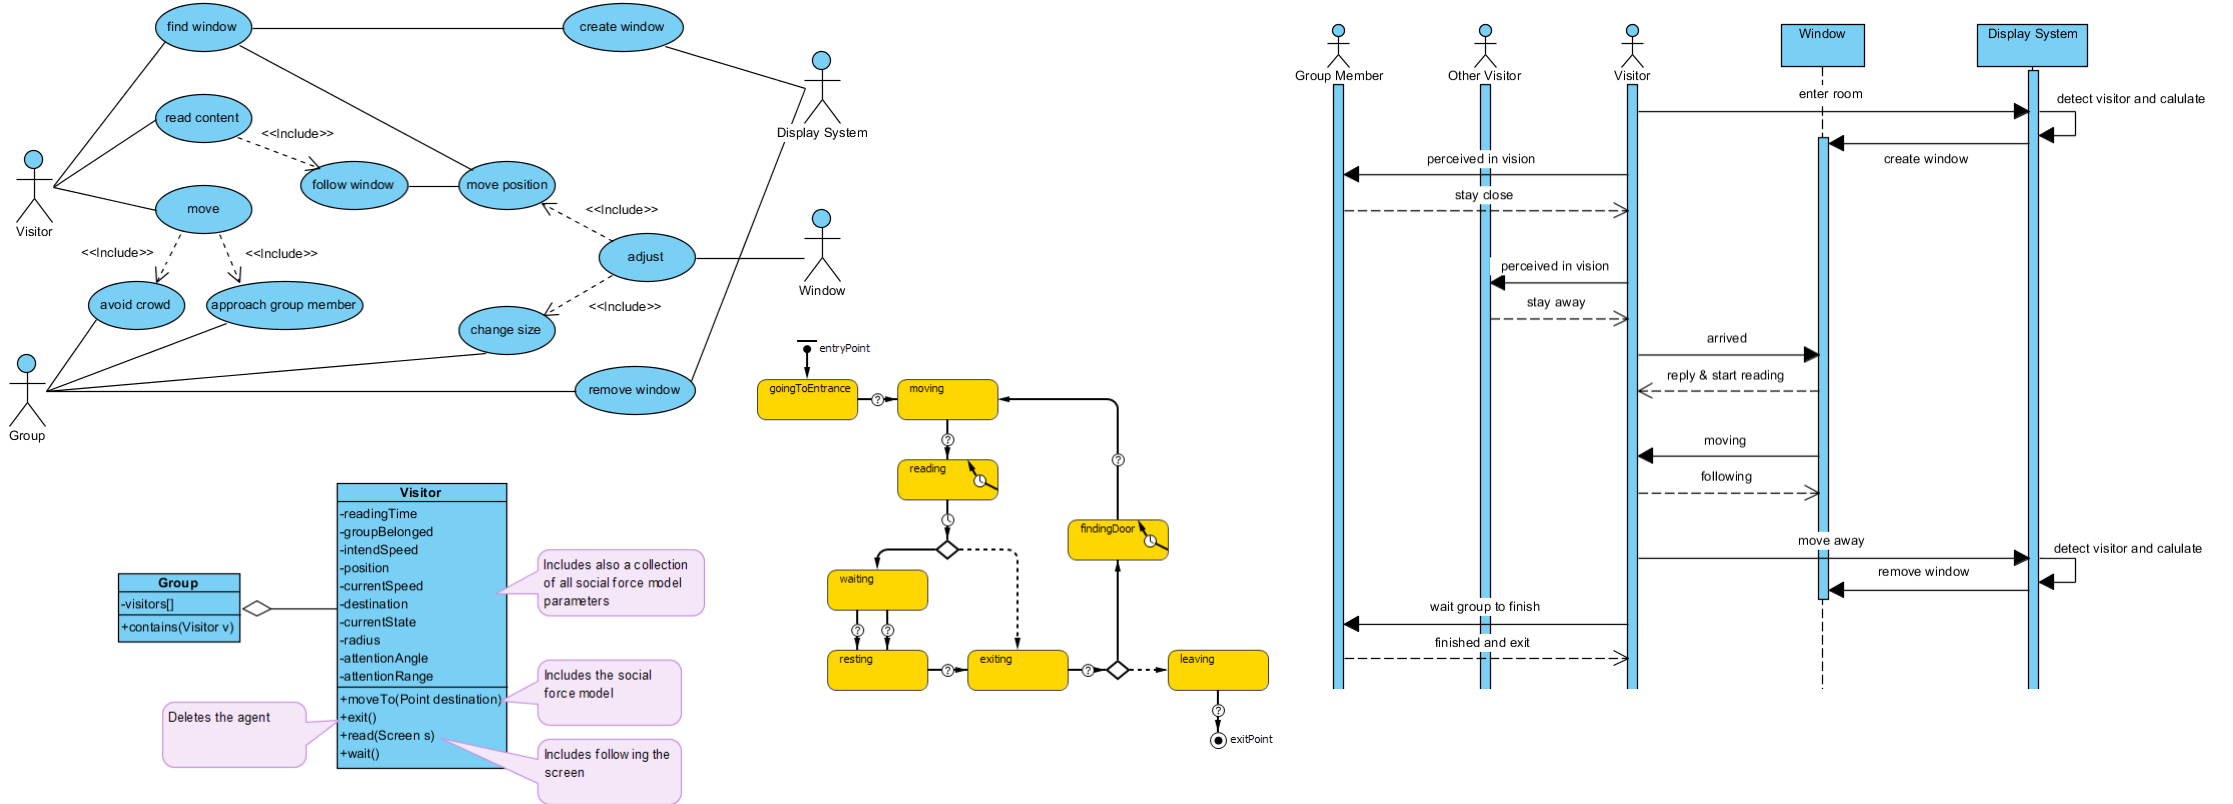 find window
create window
Display System
read content
<<Include>>
follow window
move position
Visitor
move
<<Include>>
<<Include>>
<<Include>>
adjust
Window
avoid crowd
approach group member
<<Include>>
change size
Group
remove window
Group
-visitors[]
+contains(Visitor v)
Visitor
-readingTime
-groupBelonged
-intendSpeed
-position
-currentSpeed
-destination
-currentState
-radius
-attentionAngle
-attentionRange
+moveTo(Point destination)
+exit()
+read(Screen s)
+wait()
Includes also a collection
of all social force model
parameters
Includes the social
force model
Deletes the agent
Includes following the
screen
entryPoint
goingToEntrance
moving
reading
findingDoor
waiting
resting
exiting
leaving
exitPoint
Group Member
Other Visitor
Visitor
Window
Display System
enter room
detect visitor and calulate
create window
perceived in vision
stay close
perceived in vision
stay away
arrived
reply & start reading
moving
following
move away
detect visitor and calulate
remove window
wait group to finish
finished and exit